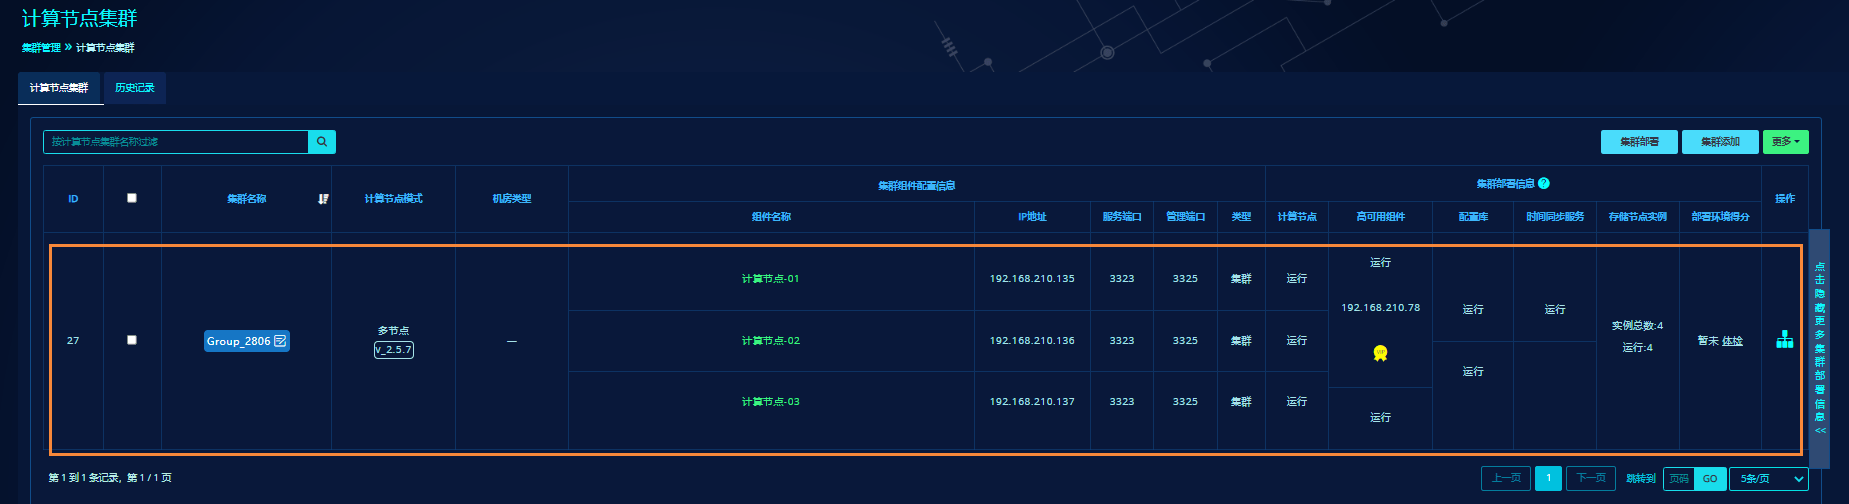 计算节点集群
集群管理 » 计算节点集群
计算节点集群 历史记录
按计算节点集群名称过滤
集群部署 集群添加 更多
ID 集群名称 计算节点模式 机房类型 集群组件配置信息 集群部署信息 ? 操作
组件名称 IP地址 服务端口 管理端口 类型 计算节点 高可用组件 配置库 时间同步服务 存储节点实例 部署环境得分
27 Group_2806 多节点 v_2.5.7 —
计算节点-01 192.168.210.135 3323 3325 集群 运行
计算节点-02 192.168.210.136 3323 3325 集群 运行
计算节点-03 192.168.210.137 3323 3325 集群 运行
运行
192.168.210.78
VIP
运行
运行
运行
运行
实例总数:4
运行:4
暂未 体检
点击隐藏更多集群部署信息 <<
第 1 到 1 条记录，第 1 / 1 页
上一页 1 下一页 跳转到 页码 GO 5条/页